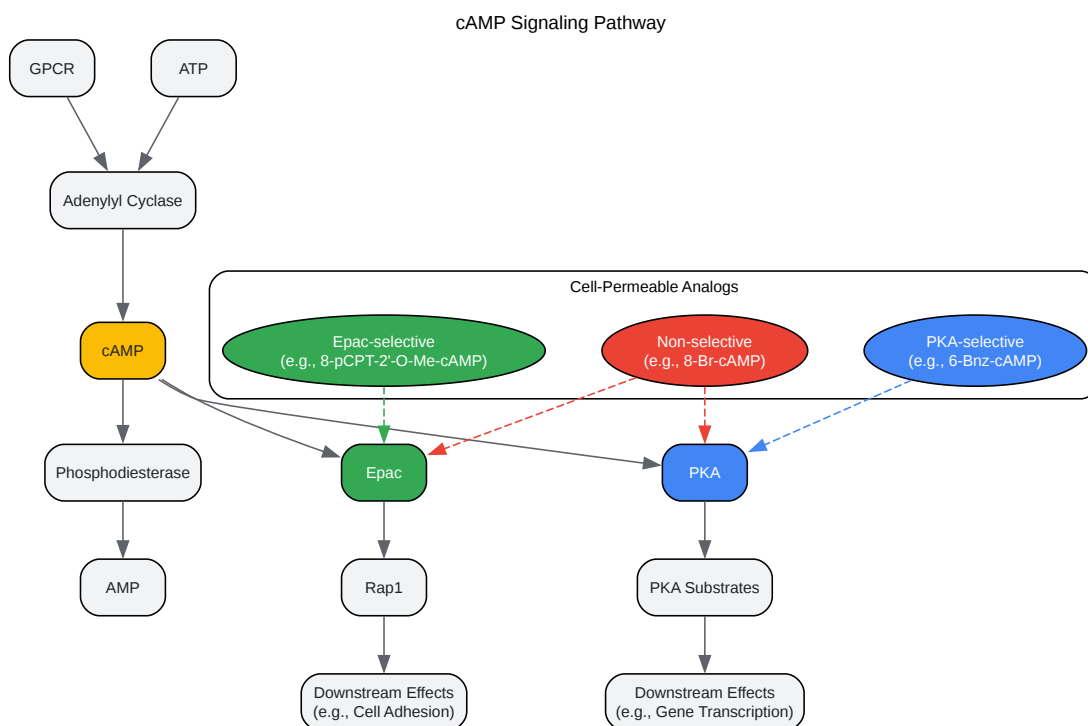 cAMP Signaling Pathway
GPCR
ATP
Adenylyl Cyclase
Cell-Permeable Analogs
cAMP
Epac-selective
(e.g., 8-pCPT-2'-O-Me-cAMP)
Non-selective
(e.g., 8-Br-cAMP)
PKA-selective
(e.g., 6-Bnz-cAMP)
Phosphodiesterase
Epac
PKA
AMP
Rap1
PKA Substrates
Downstream Effects
(e.g., Cell Adhesion)
Downstream Effects
(e.g., Gene Transcription)